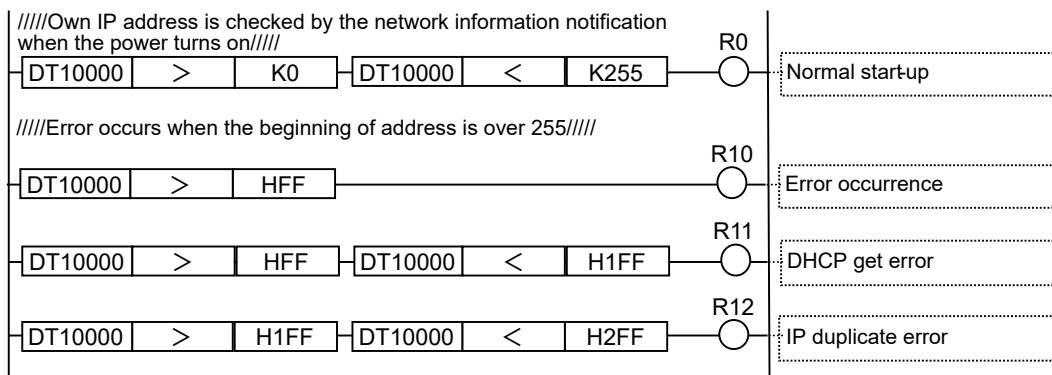 /////Own IP address is checked by the network information notification
when the power turns on/////
R0
DT10000 > K0 DT10000 < K255 Normal start-up
/////Error occurs when the beginning of address is over 255/////
R10
DT10000 > HFF Error occurrence
R11
DT10000 > HFF DT10000 < H1FF DHCP get error
R12
DT10000 > H1FF DT10000 < H2FF IP duplicate error